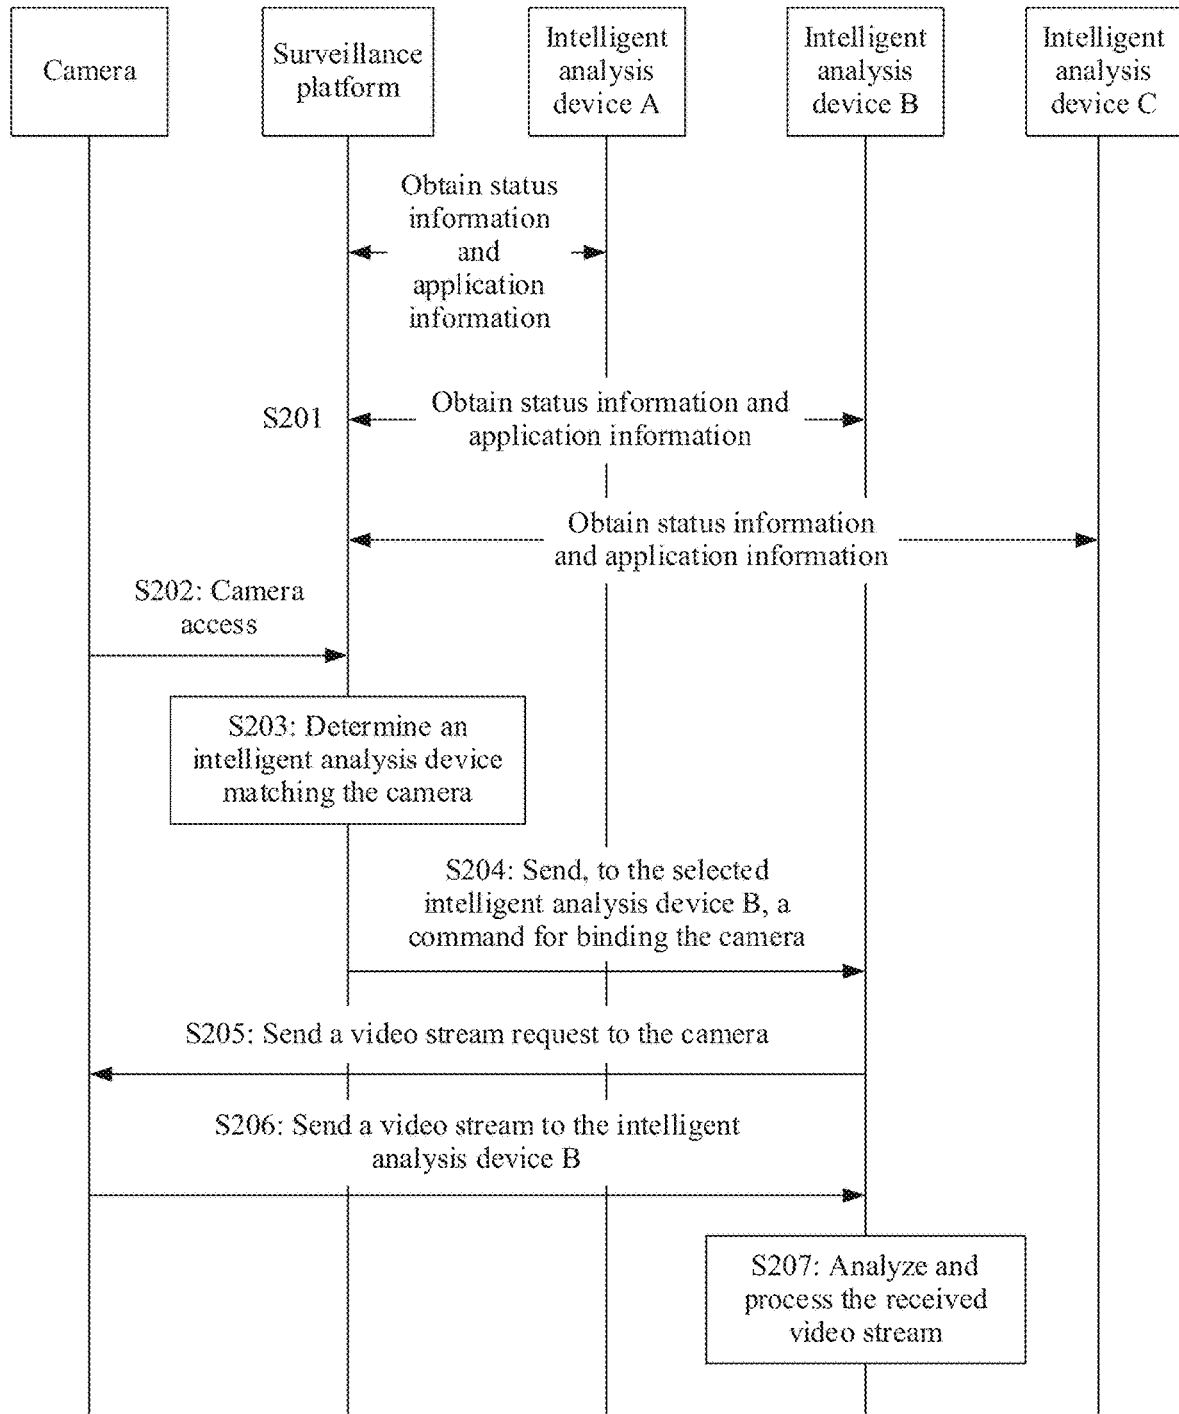 Camera
Surveillance
platform
Intelligent
analysis
device A
Intelligent
analysis
device B
Intelligent
analysis
device C
Obtain status
information
and
application
information
S201
Obtain status information and
application information
Obtain status information
and application information
S202: Camera
access
S203: Determine an
intelligent analysis device
matching the camera
S204: Send, to the selected
intelligent analysis device B, a
command for binding the camera
S205: Send a video stream request to the camera
S206: Send a video stream to the intelligent
analysis device B
S207: Analyze and
process the received
video stream